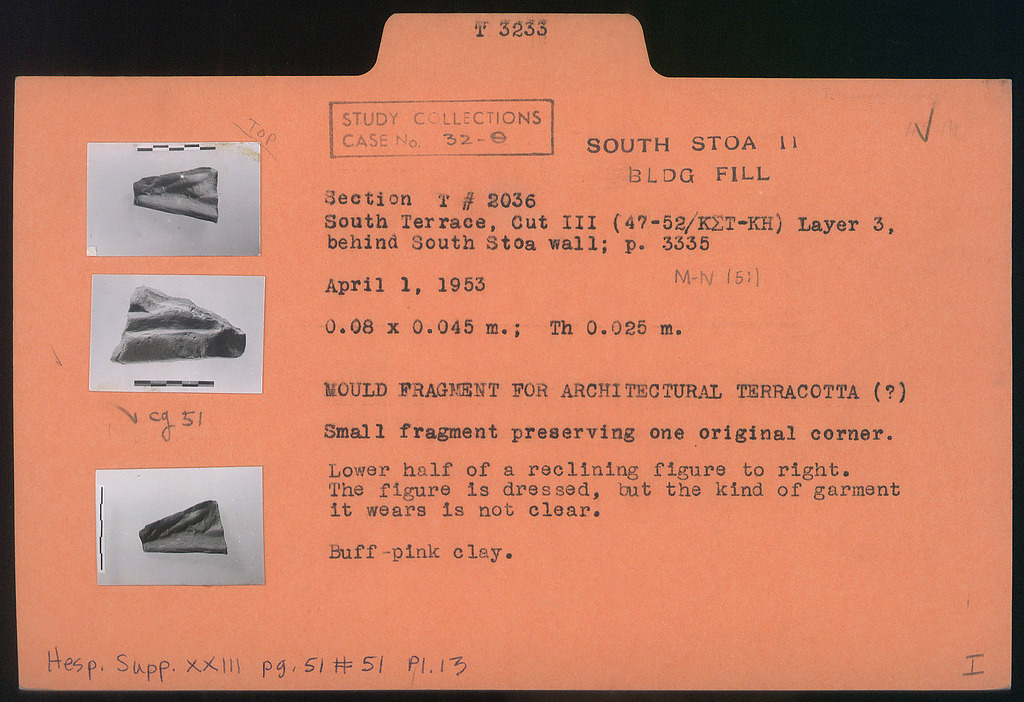 T 3233
TOP
STUDY COLLECTIONS
CASE No. 32-Θ
SOUTH STOA II
BLDG FILL
Section T # 2036
South Terrace, Cut III (47-52/ΚΣΤ-ΚΗ) Layer 3,
behind South Stoa wall; p. 3335
M-N 15:1
April 1, 1953
0.08 x 0.045 m.; Th 0.025 m.
MOULD FRAGMENT FOR ARCHITECTURAL TERRACOTTA (?)
cg 51
Small fragment preserving one original corner.
Lower half of a reclining figure to right.
The figure is dressed, but the kind of garment
it wears is not clear.
Buff-pink clay.
Hesp. Supp. XXIII pg. 51 # 51 Pl. 13
I